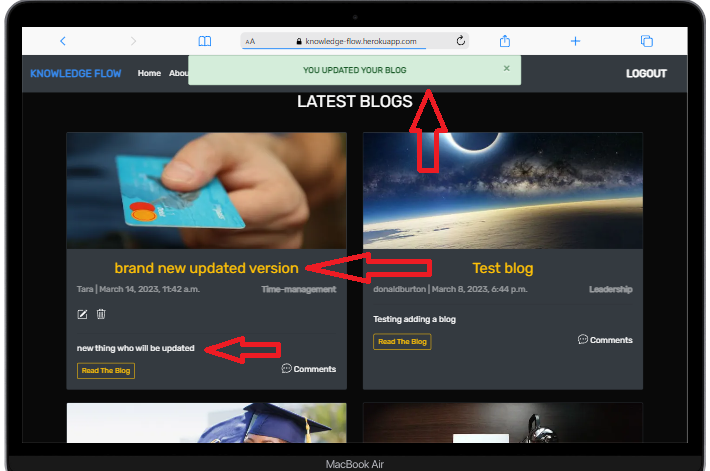 AA knowledge-flow.herokuapp.com
KNOWLEDGE FLOW Home Abou
YOU UPDATED YOUR BLOG ×
LOGOUT
LATEST BLOGS
brand new updated version
Tara | March 14, 2023, 11:42 a.m. Time-management
new thing who will be updated
Read The Blog
Comments
Test blog
donaldburton | March 8, 2023, 6:44 p.m. Leadership
Testing adding a blog
Read The Blog
Comments
MacBook Air